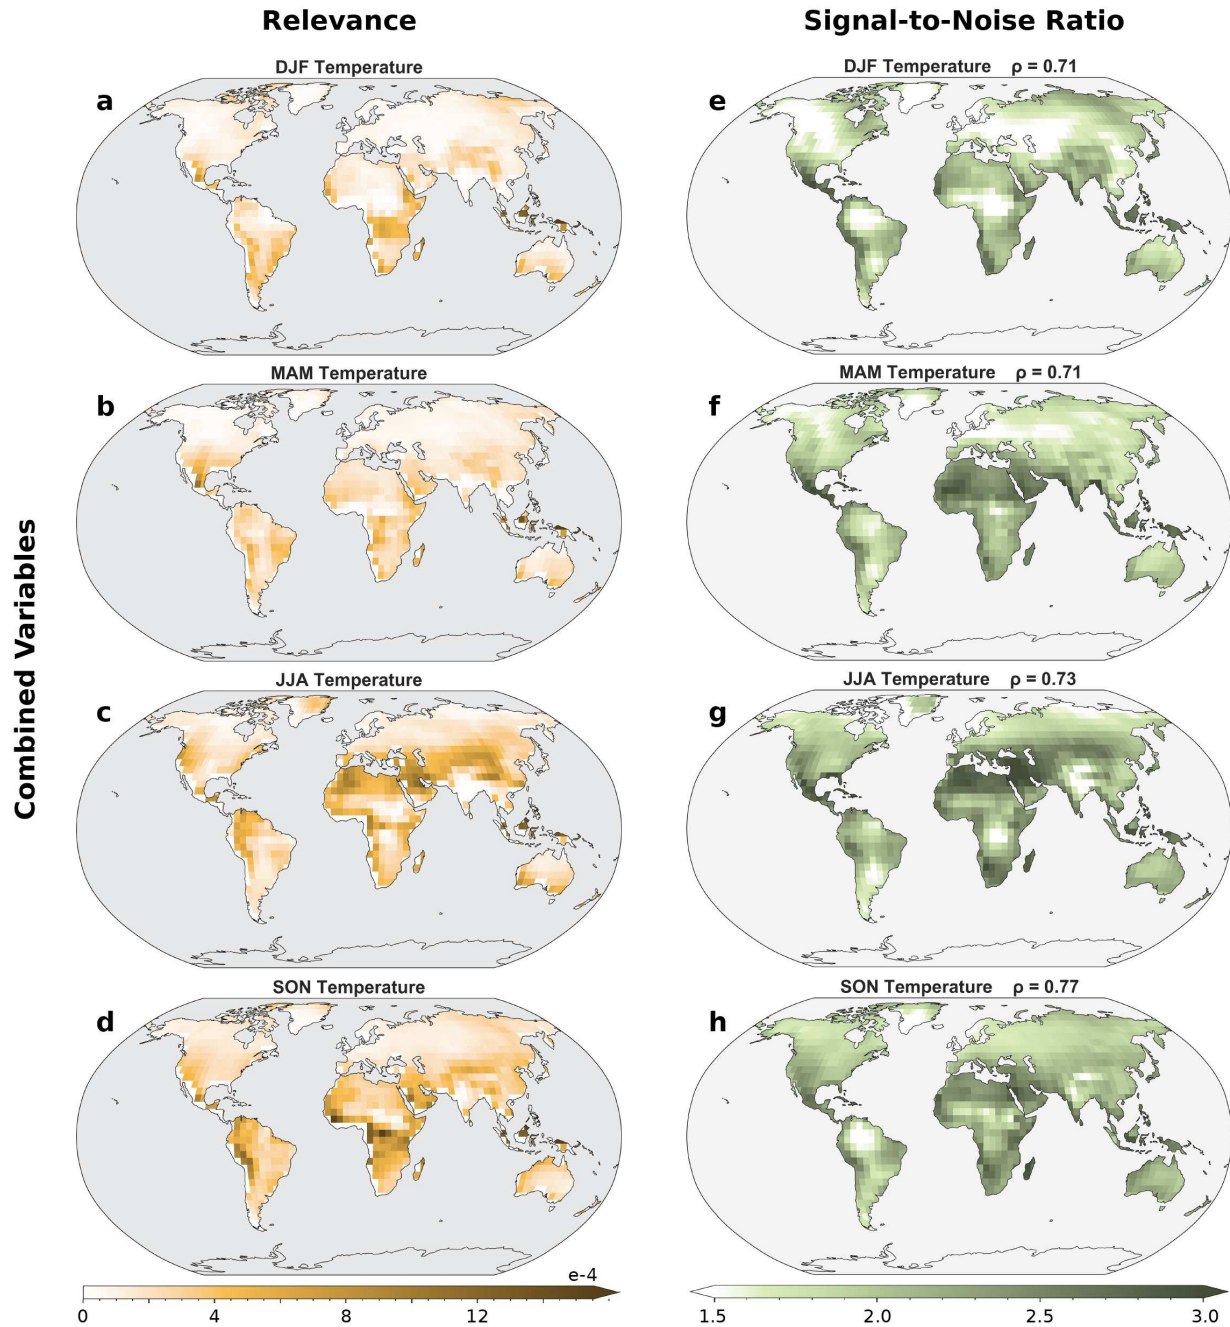 Relevance
Signal-to-Noise Ratio
Combined Variables
DJF Temperature
a
DJF Temperature ρ = 0.71
e
MAM Temperature
b
MAM Temperature ρ = 0.71
f
JJA Temperature
c
JJA Temperature ρ = 0.73
g
SON Temperature
d
SON Temperature ρ = 0.77
h
e-4
0 4 8 12
1.5 2.0 2.5 3.0